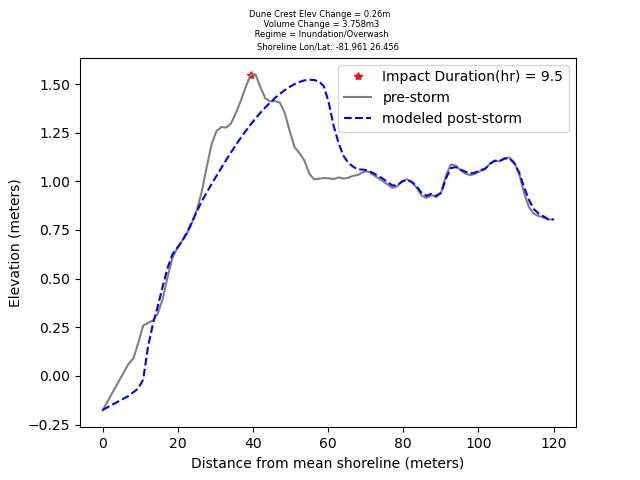 Dune Crest Elev Change = 0.26m
Volume Change = 3.758m3
Regime = Inundation/Overwash
Shoreline Lon/Lat: -81.961 26.456
Impact Duration(hr) = 9.5
pre-storm
modeled post-storm
1.50
1.25
1.00
0.75
0.50
0.25
0.00
−0.25
Elevation (meters)
0 20 40 60 80 100 120
Distance from mean shoreline (meters)